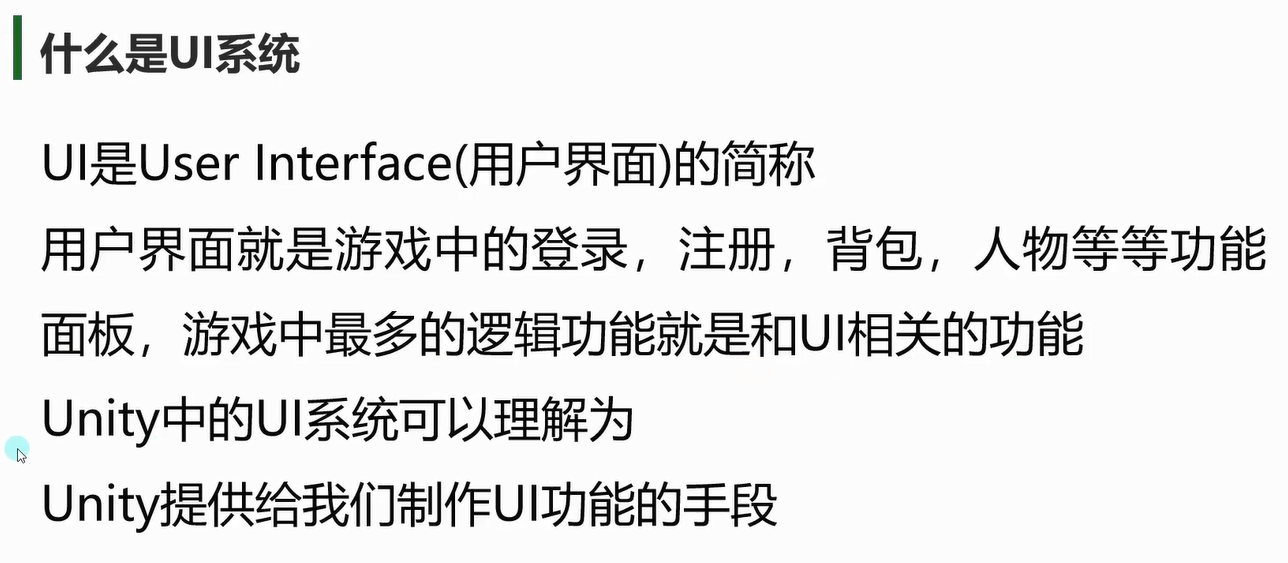 什么是UI系统
UI是User Interface(用户界面)的简称
用户界面就是游戏中的登录，注册，背包，人物等等功能
面板，游戏中最多的逻辑功能就是和UI相关的功能
Unity中的UI系统可以理解为
Unity提供给我们制作UI功能的手段